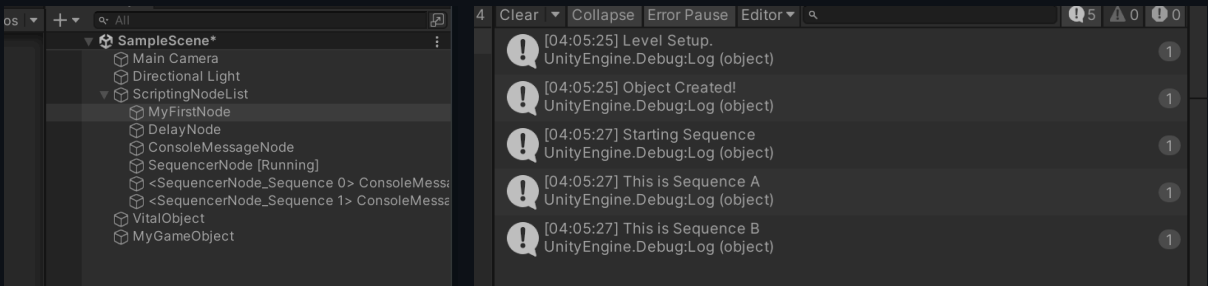 os
All
SampleScene*
Main Camera
Directional Light
ScriptingNodeList
MyFirstNode
DelayNode
ConsoleMessageNode
SequencerNode [Running]
<SequencerNode_Sequence 0> ConsoleMessa
<SequencerNode_Sequence 1> ConsoleMessa
VitalObject
MyGameObject
4 Clear Collapse Error Pause Editor 5 0 0
[04:05:25] Level Setup.
UnityEngine.Debug:Log (object)
1
[04:05:25] Object Created!
UnityEngine.Debug:Log (object)
1
[04:05:27] Starting Sequence
UnityEngine.Debug:Log (object)
1
[04:05:27] This is Sequence A
UnityEngine.Debug:Log (object)
1
[04:05:27] This is Sequence B
UnityEngine.Debug:Log (object)
1